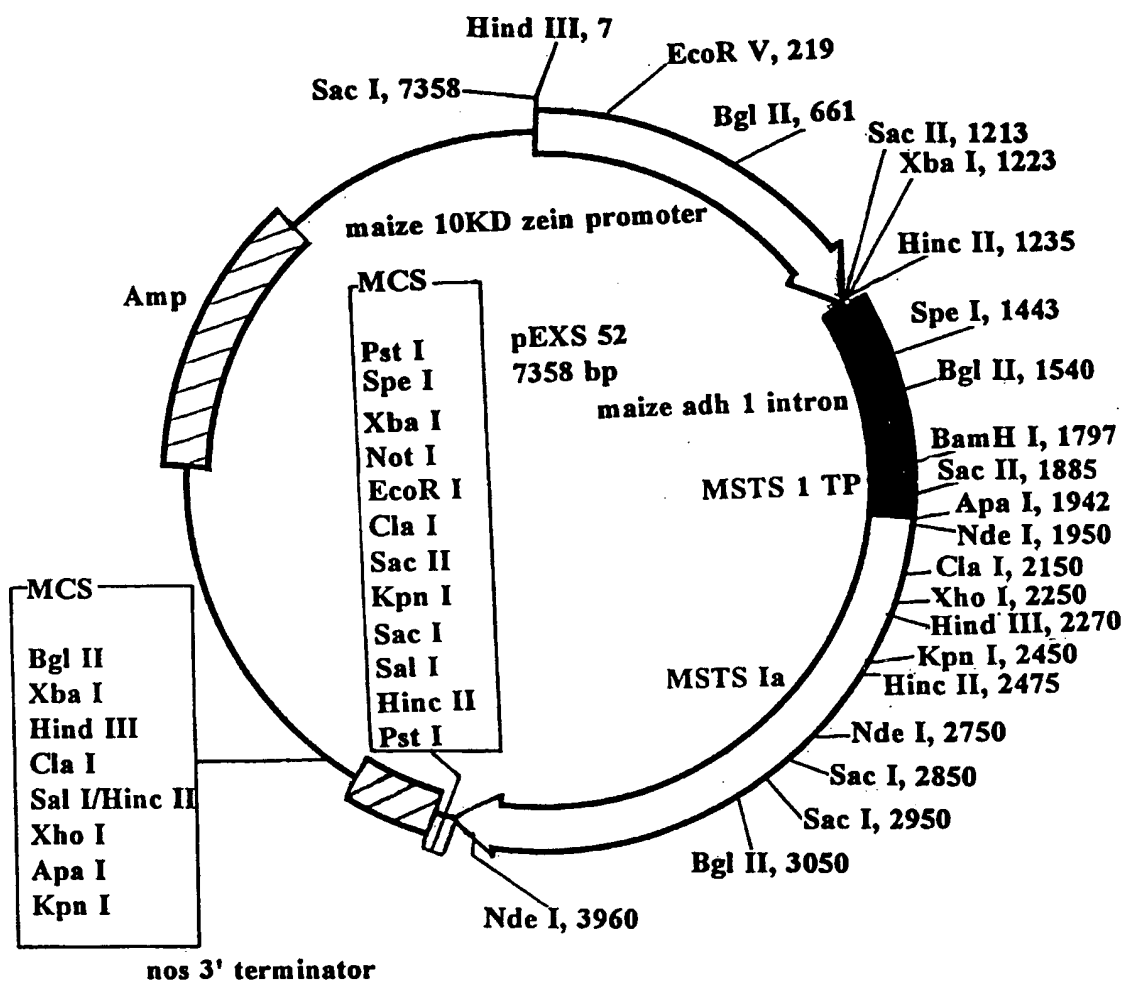 Hind III, 7
EcoR V, 219
Sac I, 7358
Bgl II, 661
Sac II, 1213
Xba I, 1223
maize 10KD zein promoter
Hinc II, 1235
Amp
MCS
Pst I
Spe I
Xba I
Not I
EcoR I
Cla I
Sac II
Kpn I
Sac I
Sal I
Hinc II
Pst I
pEXS 52
7358 bp
Spe I, 1443
Bgl II, 1540
maize adh 1 intron
BamH I, 1797
Sac II, 1885
MSTS 1 TP
Apa I, 1942
Nde I, 1950
Cla I, 2150
Xho I, 2250
Hind III, 2270
Kpn I, 2450
Hinc II, 2475
MSTS Ia
Nde I, 2750
Sac I, 2850
Sac I, 2950
Bgl II, 3050
Nde I, 3960
MCS
Bgl II
Xba I
Hind III
Cla I
Sal I/Hinc II
Xho I
Apa I
Kpn I
nos 3' terminator